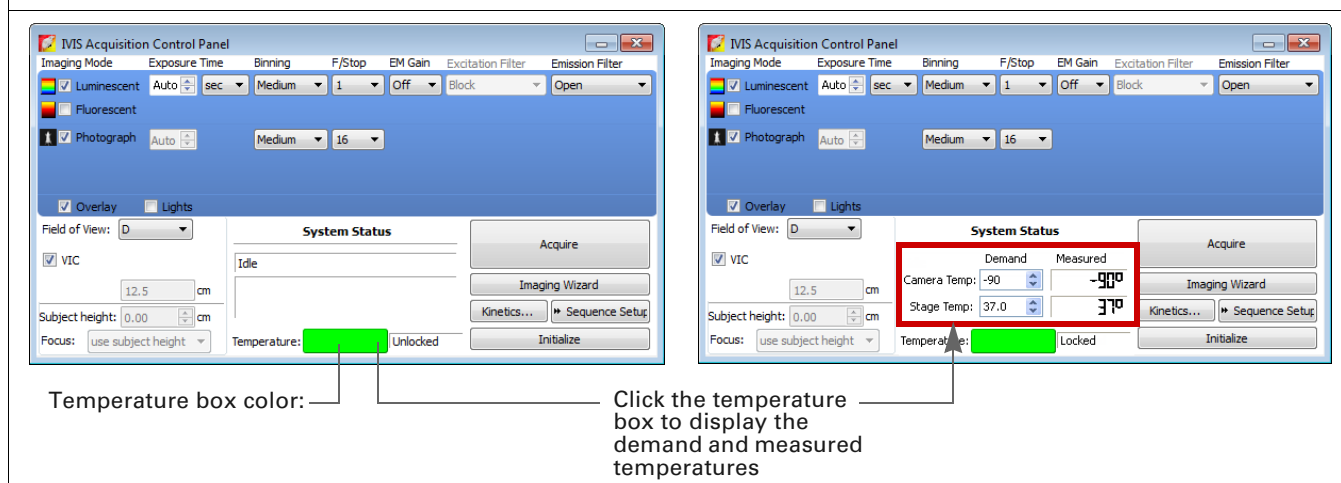 IVIS Acquisition Control Panel
Imaging Mode Exposure Time Binning F/Stop EM Gain Excitation Filter Emission Filter
Luminescent Auto sec Medium 1 Off Block Open
Fluorescent
Photograph Auto Medium 16
Overlay Lights
Field of View: D System Status Acquire
VIC Idle
12.5 cm Imaging Wizard
Subject height: 0.00 cm Kinetics... Sequence Setup
Focus: use subject height Temperature: Unlocked Initialize
IVIS Acquisition Control Panel
Imaging Mode Exposure Time Binning F/Stop EM Gain Excitation Filter Emission Filter
Luminescent Auto sec Medium 1 Off Block Open
Fluorescent
Photograph Auto Medium 16
Overlay Lights
Field of View: D System Status Acquire
VIC Demand Measured
Camera Temp: -90 -90º
12.5 cm Imaging Wizard
Stage Temp: 37.0 37º
Subject height: 0.00 cm Kinetics... Sequence Setup
Focus: use subject height Temperature: Locked Initialize
Temperature box color:
Click the temperature
box to display the
demand and measured
temperatures